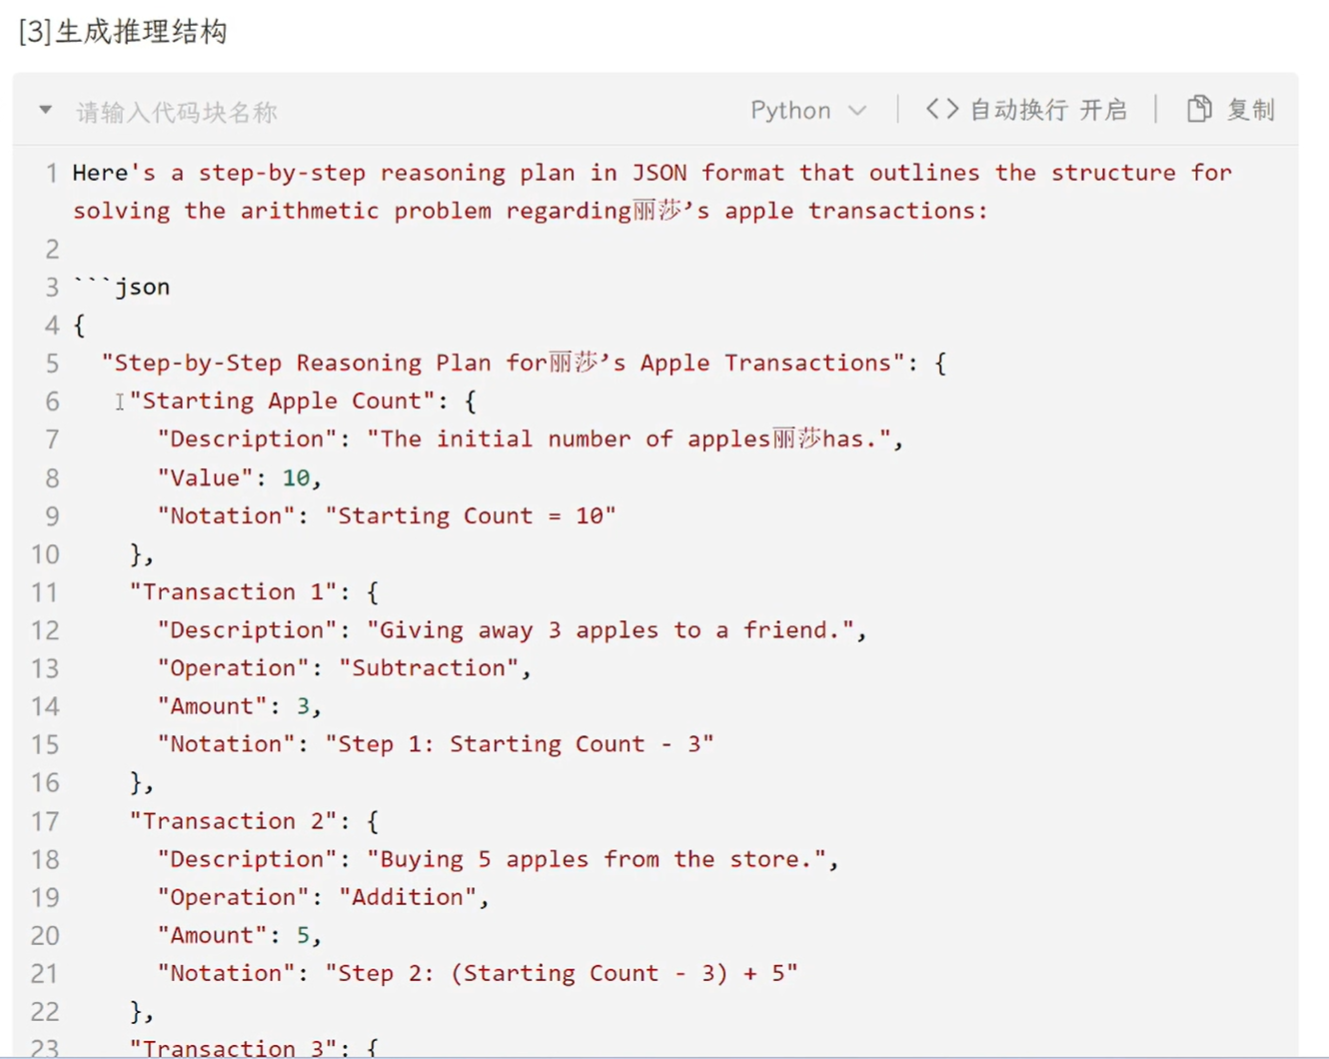 [3]生成推理结构
请输入代码块名称 Python 自动换行 开启 复制
1 Here's a step-by-step reasoning plan in JSON format that outlines the structure for
solving the arithmetic problem regarding丽莎’s apple transactions:
2
3 ```json
4 {
5 "Step-by-Step Reasoning Plan for丽莎’s Apple Transactions": {
6 "Starting Apple Count": {
7 "Description": "The initial number of apples丽莎has.",
8 "Value": 10,
9 "Notation": "Starting Count = 10"
10 },
11 "Transaction 1": {
12 "Description": "Giving away 3 apples to a friend.",
13 "Operation": "Subtraction",
14 "Amount": 3,
15 "Notation": "Step 1: Starting Count - 3"
16 },
17 "Transaction 2": {
18 "Description": "Buying 5 apples from the store.",
19 "Operation": "Addition",
20 "Amount": 5,
21 "Notation": "Step 2: (Starting Count - 3) + 5"
22 },
23 "Transaction 3": {